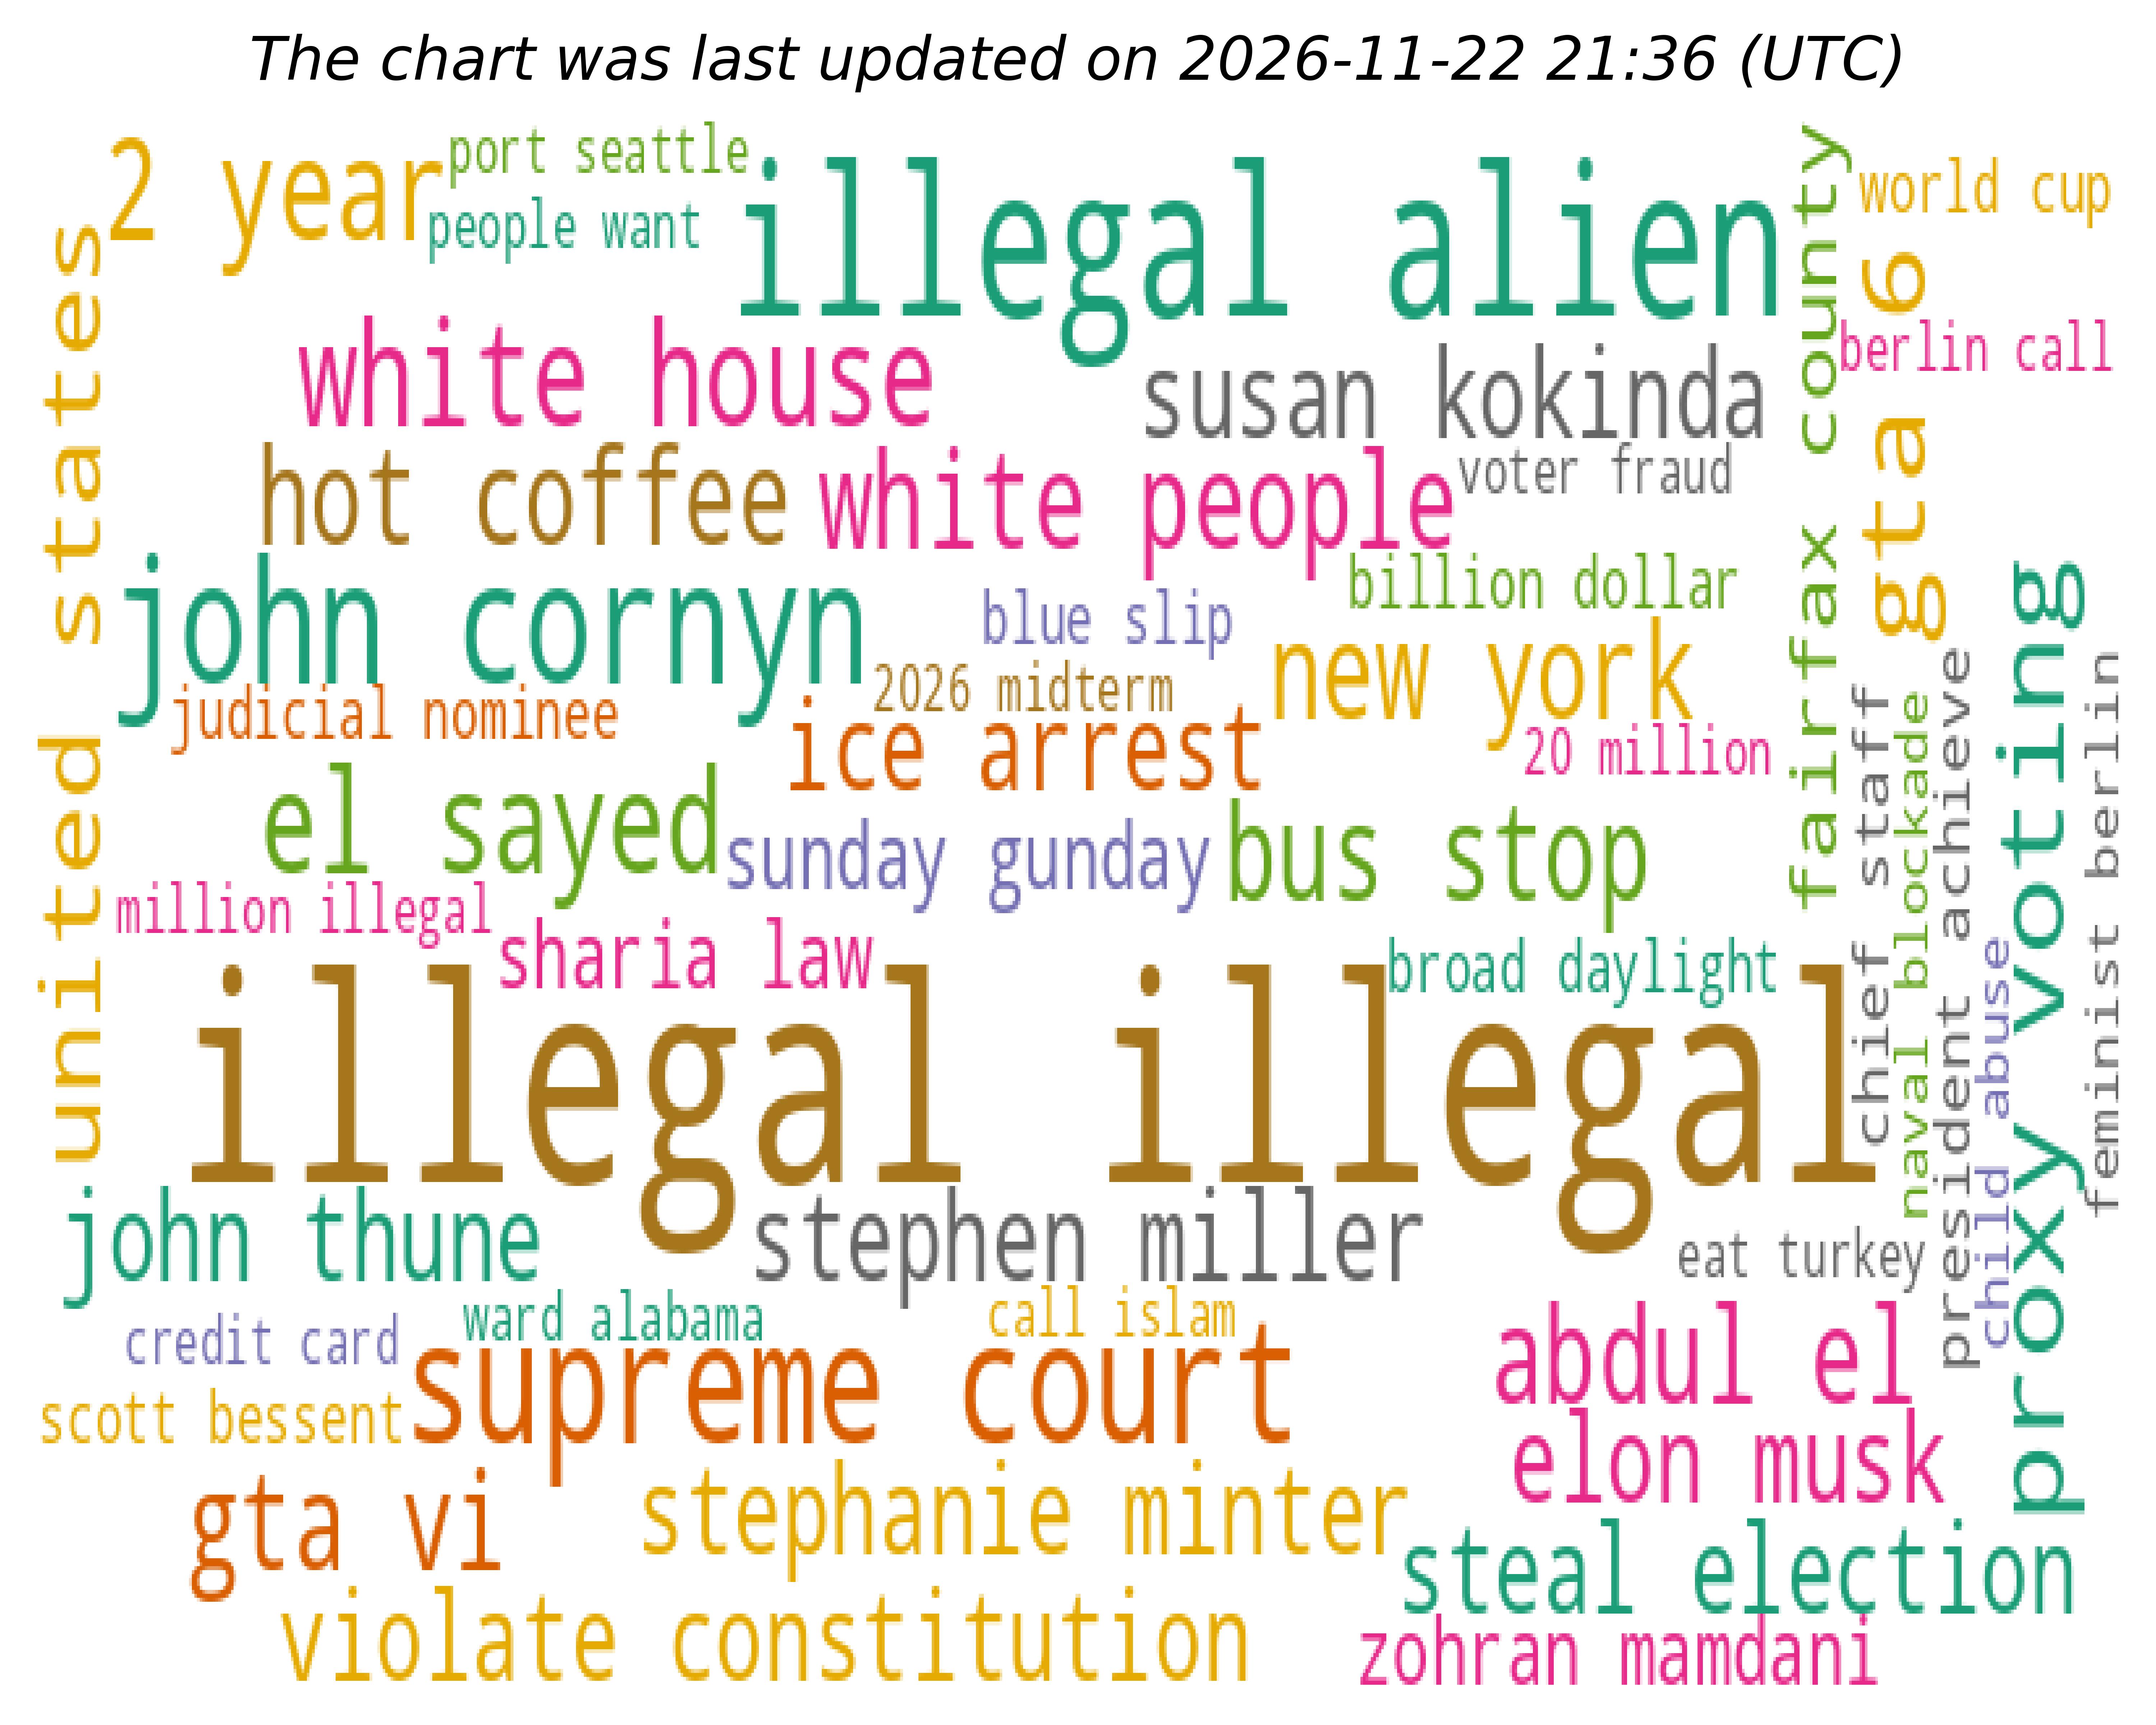 The chart was last updated on 2026-11-22 21:36 (UTC)
2 year
port seattle
people want
illegal alien
world cup
united states
white house
susan kokinda
fairfax county
gta 6
berlin call
hot coffee
white people
voter fraud
john cornyn
blue slip
billion dollar
new york
2026 midterm
judicial nominee
ice arrest
20 million
el sayed
sunday gunday
bus stop
million illegal
sharia law
broad daylight
illegal illegal
chief staff
naval blockade
president achieve
child abuse
proxy voting
feminist berlin
john thune
stephen miller
eat turkey
credit card
ward alabama
call islam
supreme court
abdul el
scott bessent
elon musk
gta vi
stephanie minter
steal election
violate constitution
zohran mamdani